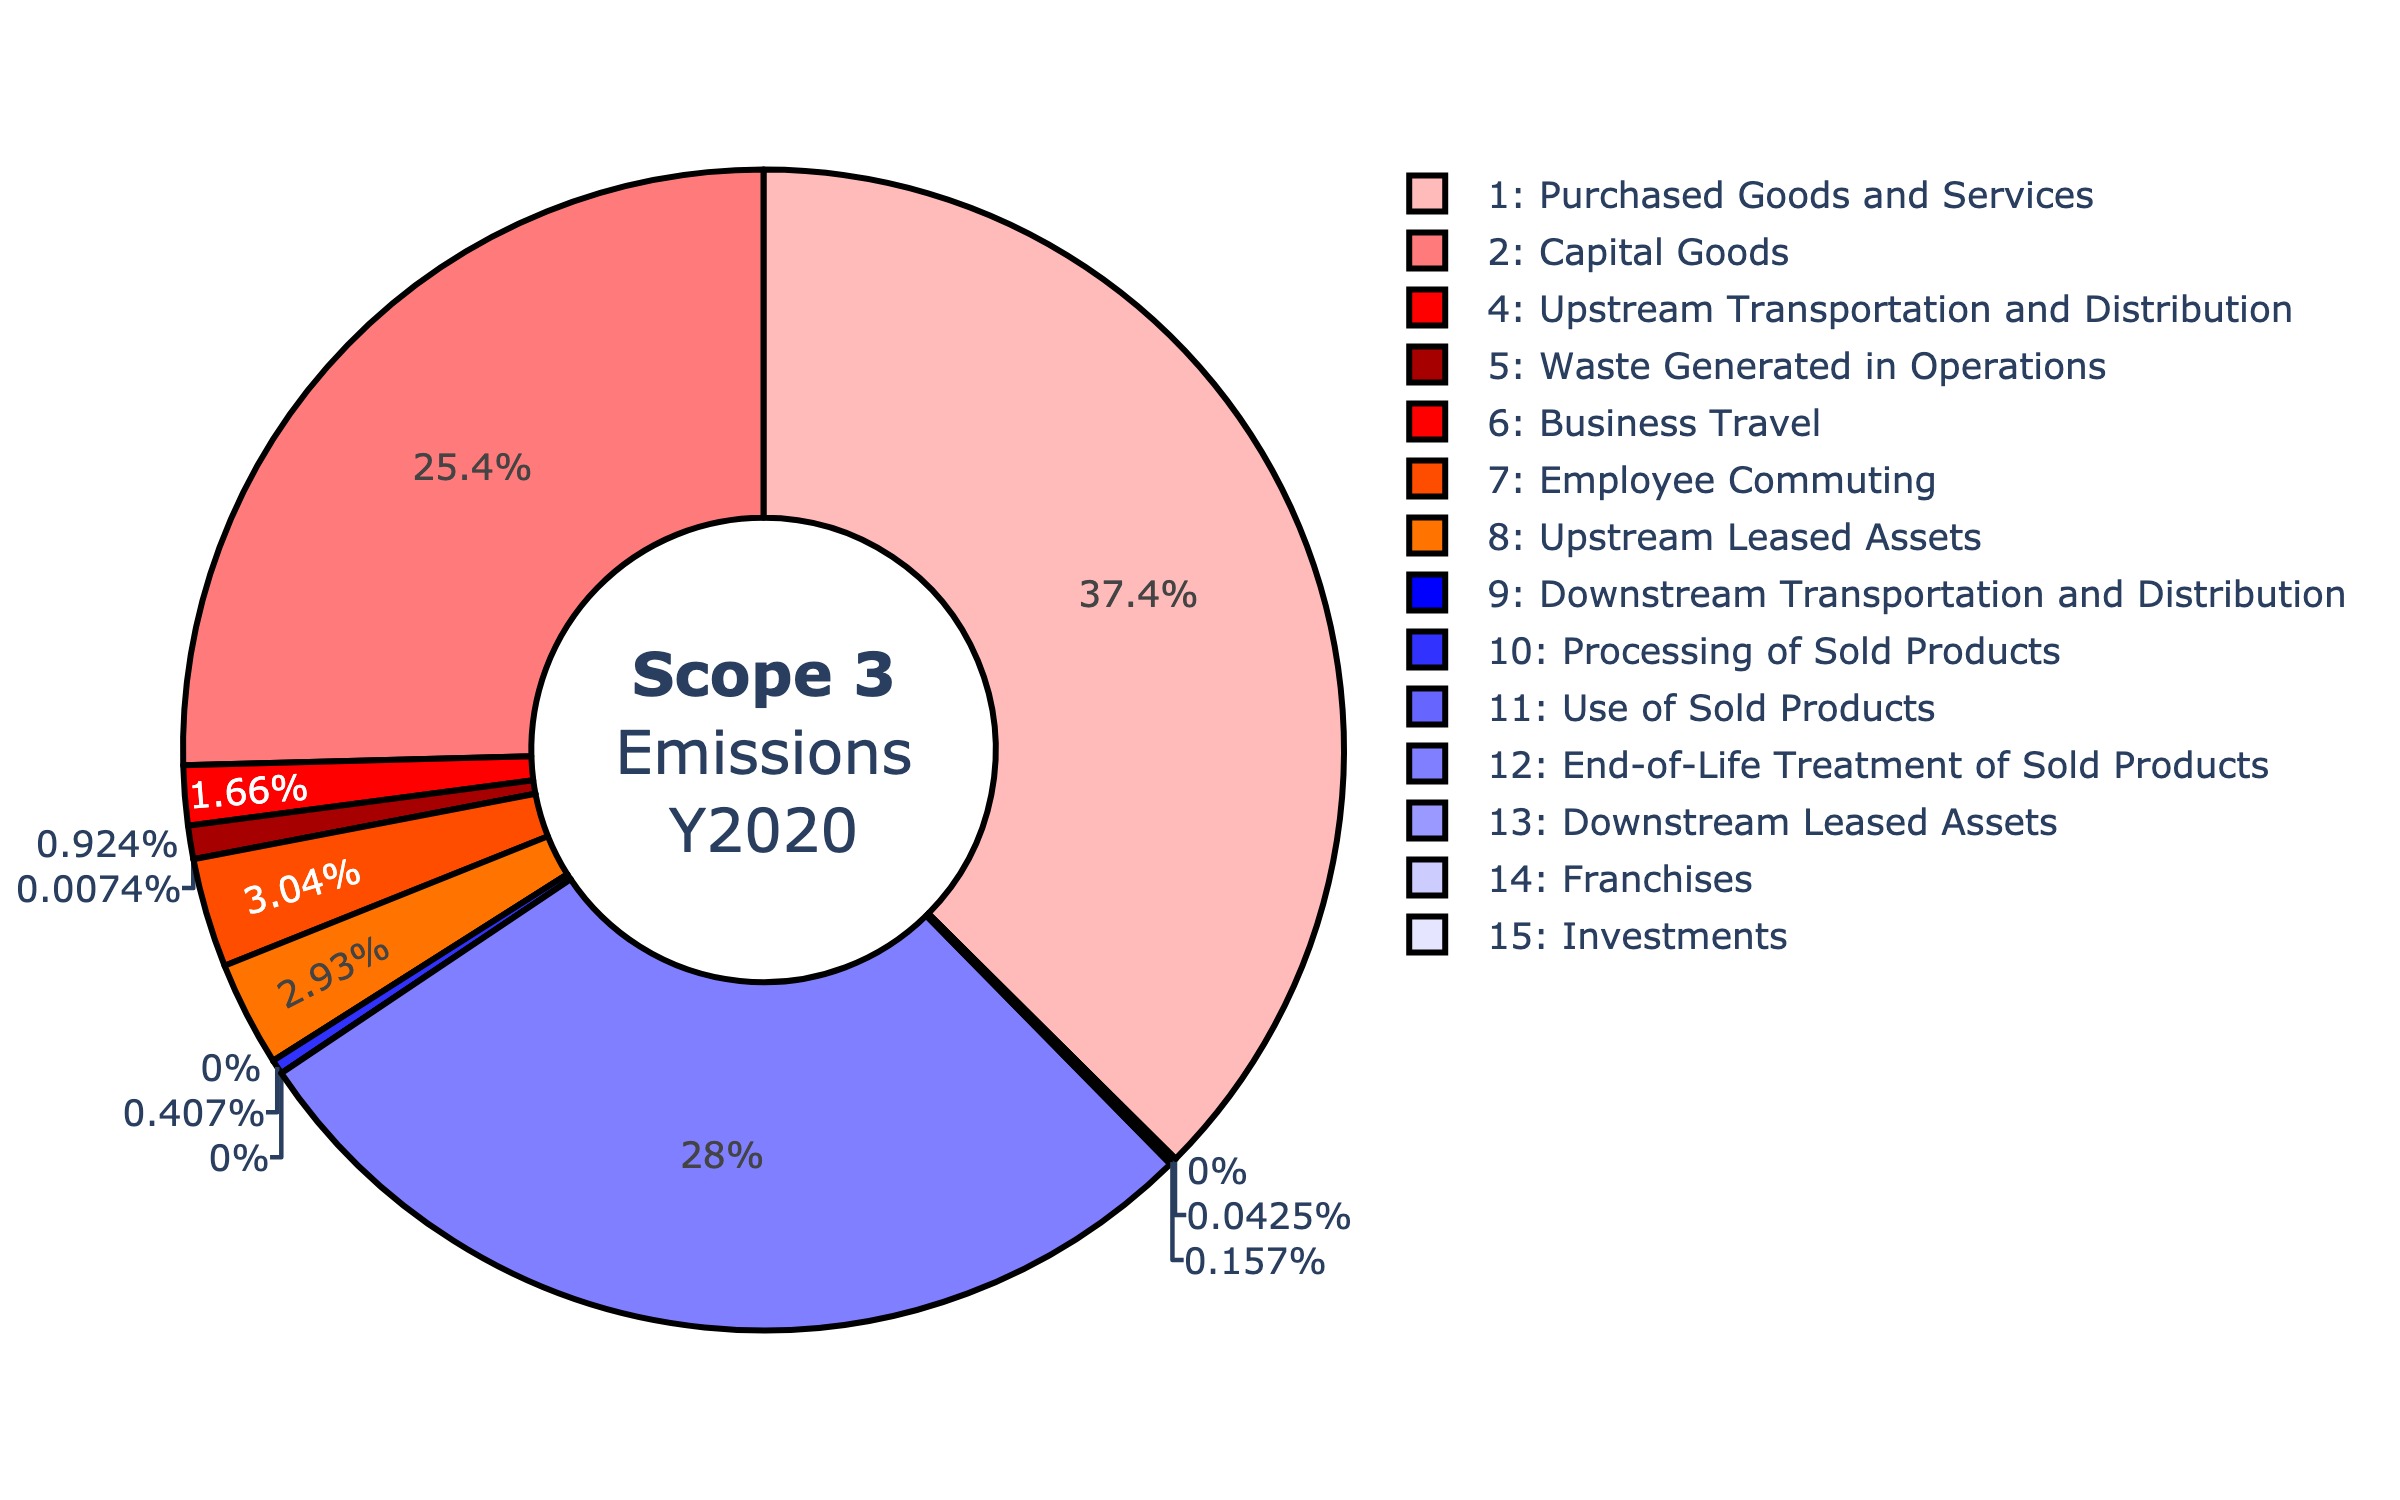 25.4%
37.4%
1.66%
0.924%
0.0074%
3.04%
2.93%
0%
0.407%
0%
28%
0%
0.0425%
0.157%
Scope 3
Emissions
Y2020
1: Purchased Goods and Services
2: Capital Goods
4: Upstream Transportation and Distribution
5: Waste Generated in Operations
6: Business Travel
7: Employee Commuting
8: Upstream Leased Assets
9: Downstream Transportation and Distribution
10: Processing of Sold Products
11: Use of Sold Products
12: End-of-Life Treatment of Sold Products
13: Downstream Leased Assets
14: Franchises
15: Investments